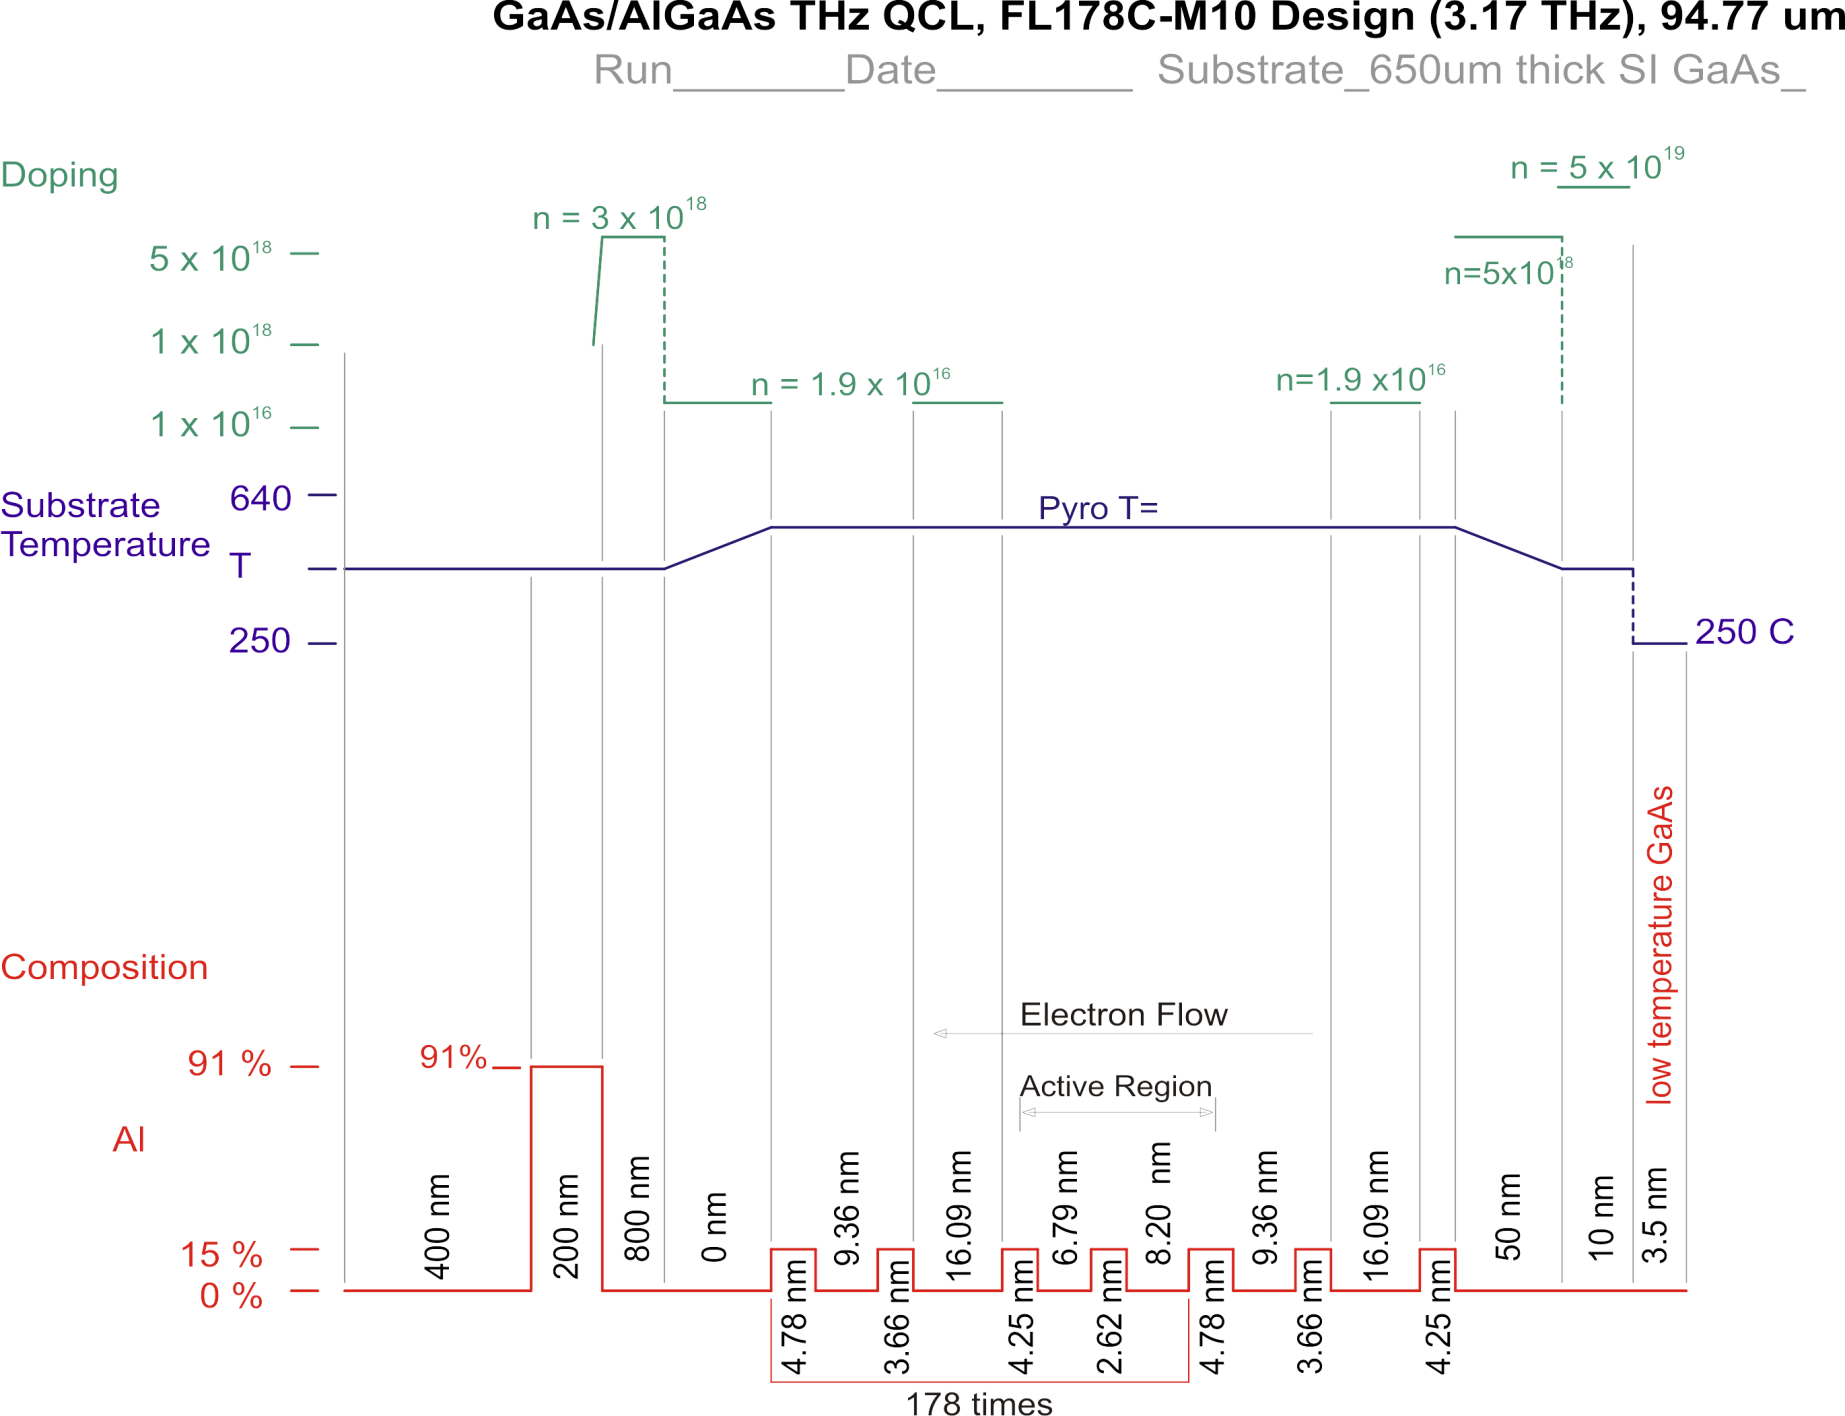 GaAs/AlGaAs THz QCL, FL178C-M10 Design (3.17 THz), 94.77 um
Run________Date_________ Substrate_650um thick SI GaAs_
Doping
n = 5 x 10^19
n = 3 x 10^18
5 x 10^18
n=5x10^18
1 x 10^18
n = 1.9 x 10^16
n=1.9 x10^16
1 x 10^16
Substrate
Temperature
640
Pyro T=
T
250
250 C
Composition
low temperature GaAs
Electron Flow
91 %
91%
Active Region
Al
400 nm
200 nm
800 nm
0 nm
9.36 nm
16.09 nm
6.79 nm
8.20 nm
9.36 nm
16.09 nm
50 nm
10 nm
3.5 nm
15 %
0 %
4.78 nm
3.66 nm
4.25 nm
2.62 nm
4.78 nm
3.66 nm
4.25 nm
178 times